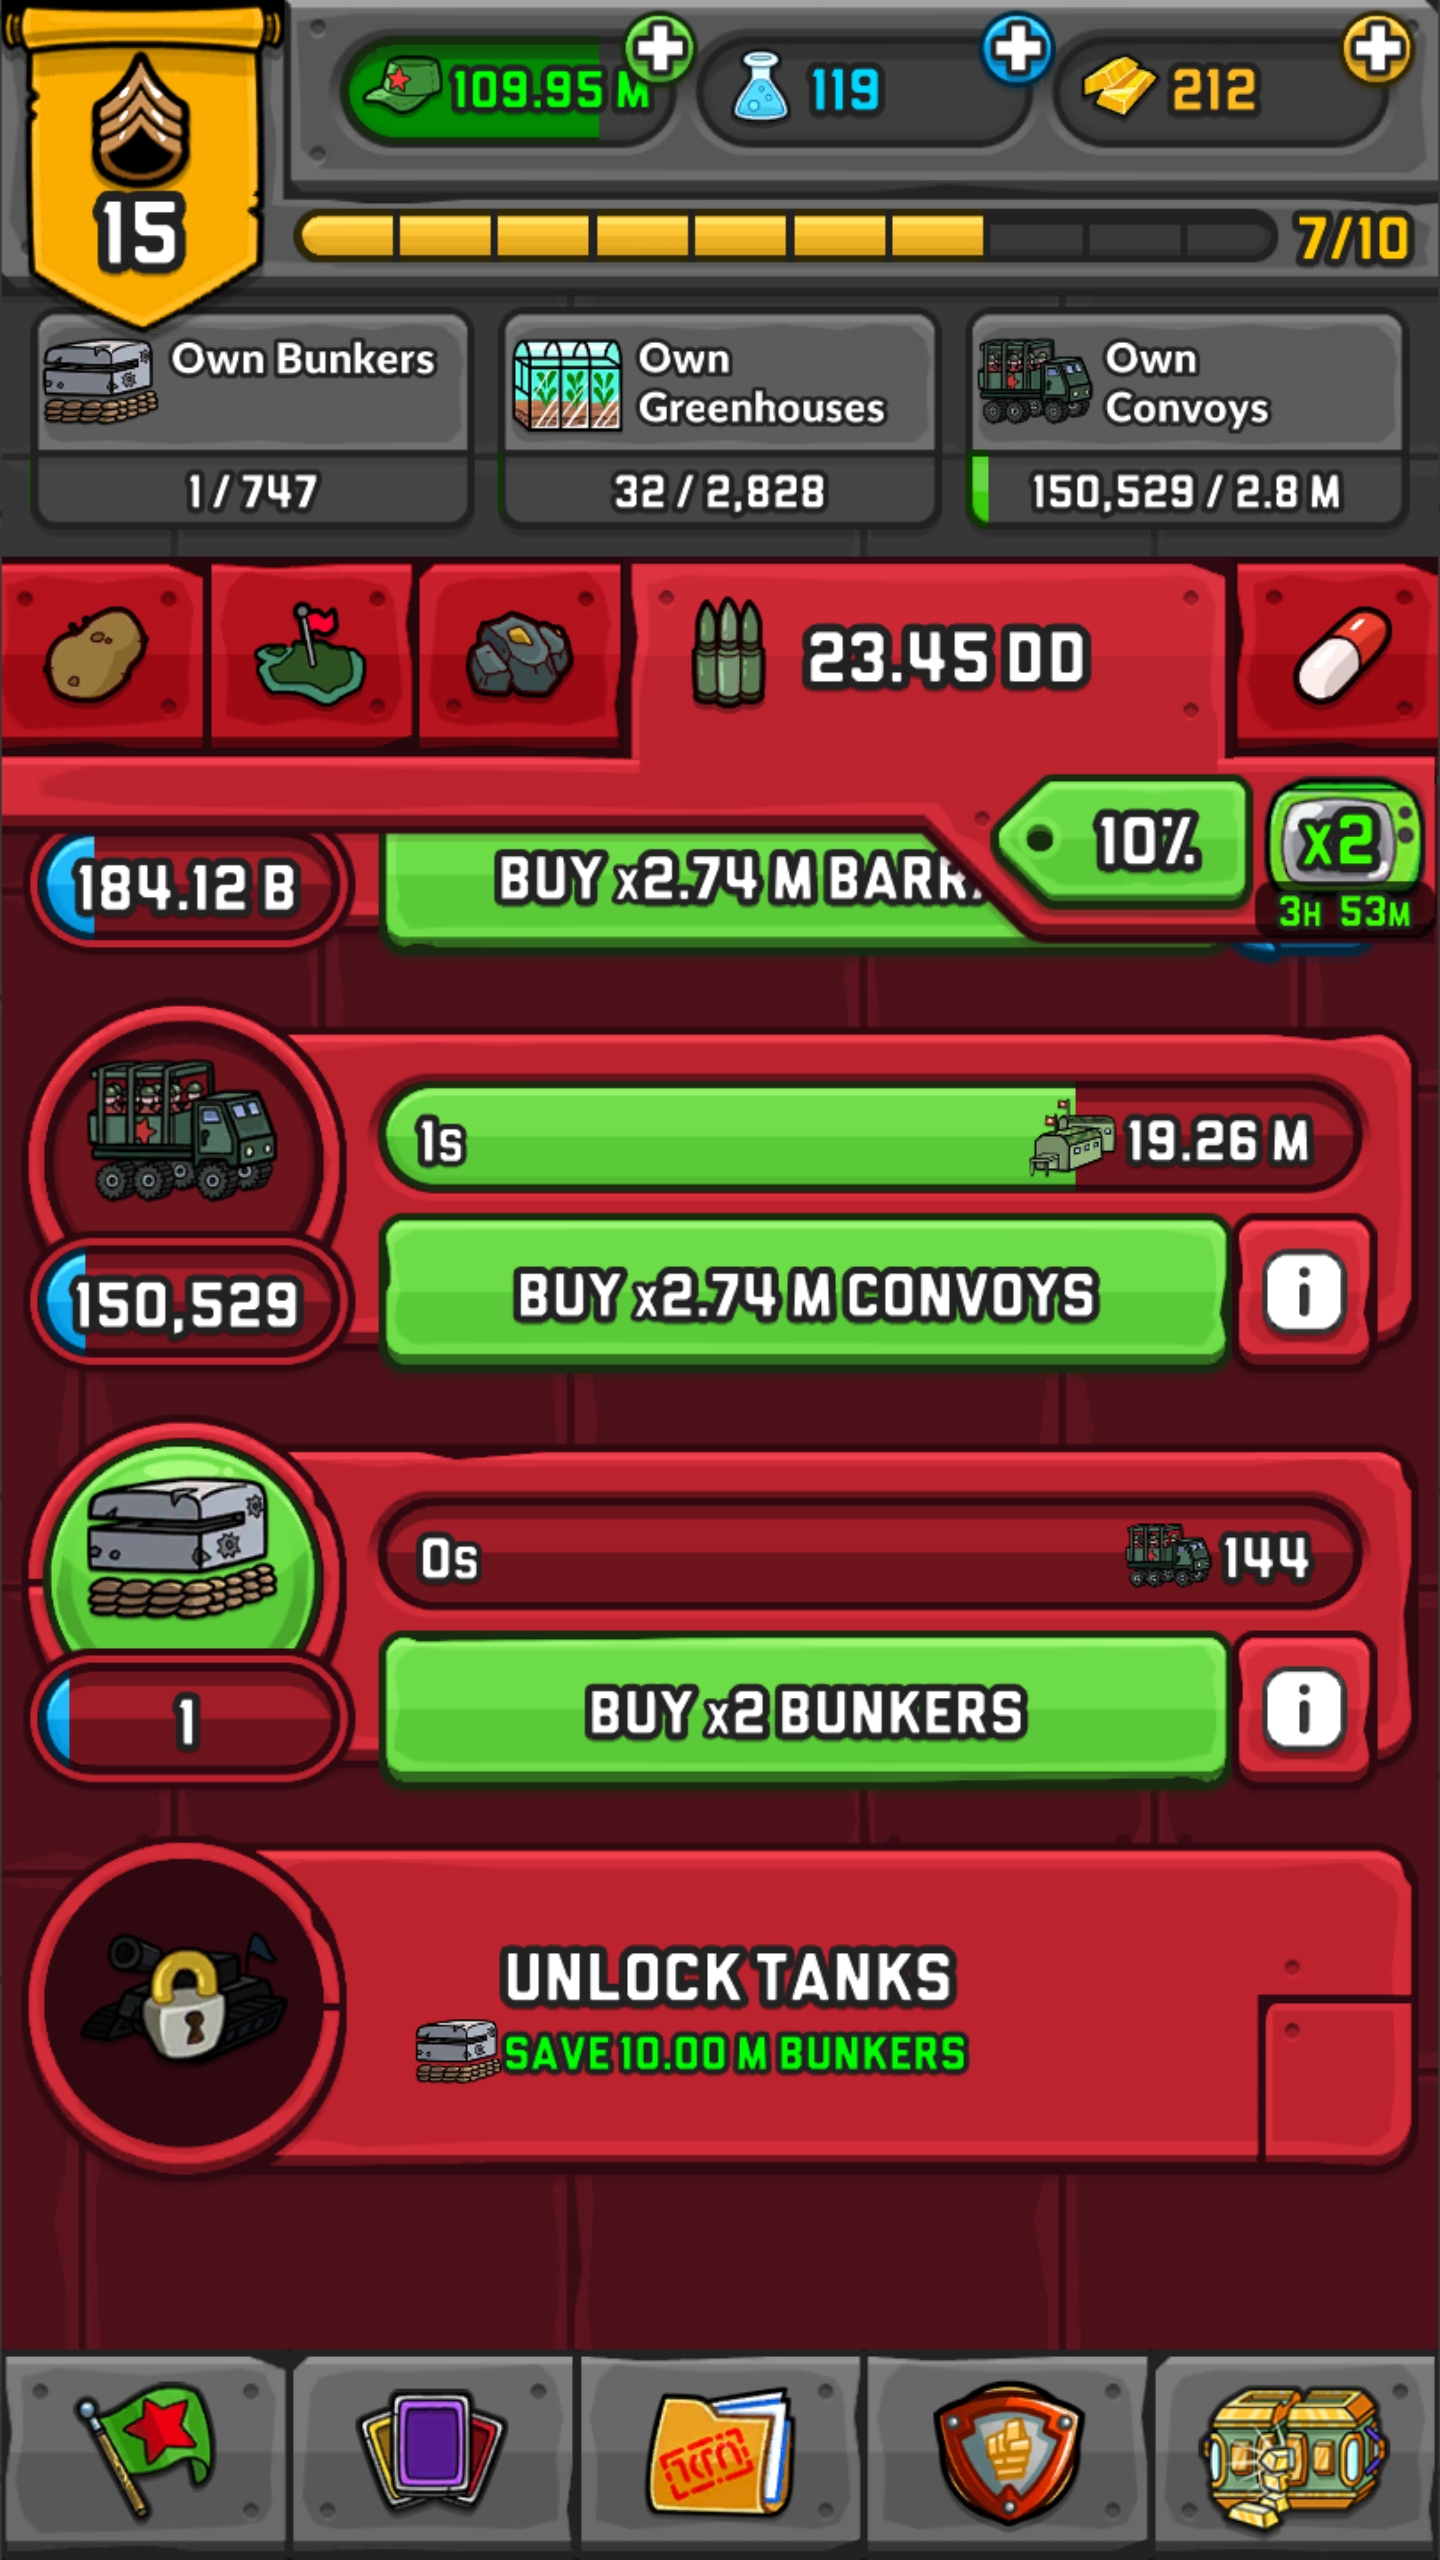 109.95 M
119
212
15
7/10
Own Bunkers
1 / 747
Own
Greenhouses
32 / 2,828
Own
Convoys
150,529 / 2.8 M
23.45 DD
10%
x2
3H 53M
184.12 B
BUY x2.74 M
1s
19.26 M
150,529
BUY x2.74 M CONVOYS
i
0s
144
1
BUY x2 BUNKERS
i
UNLOCK TANKS
SAVE 10.00 M BUNKERS